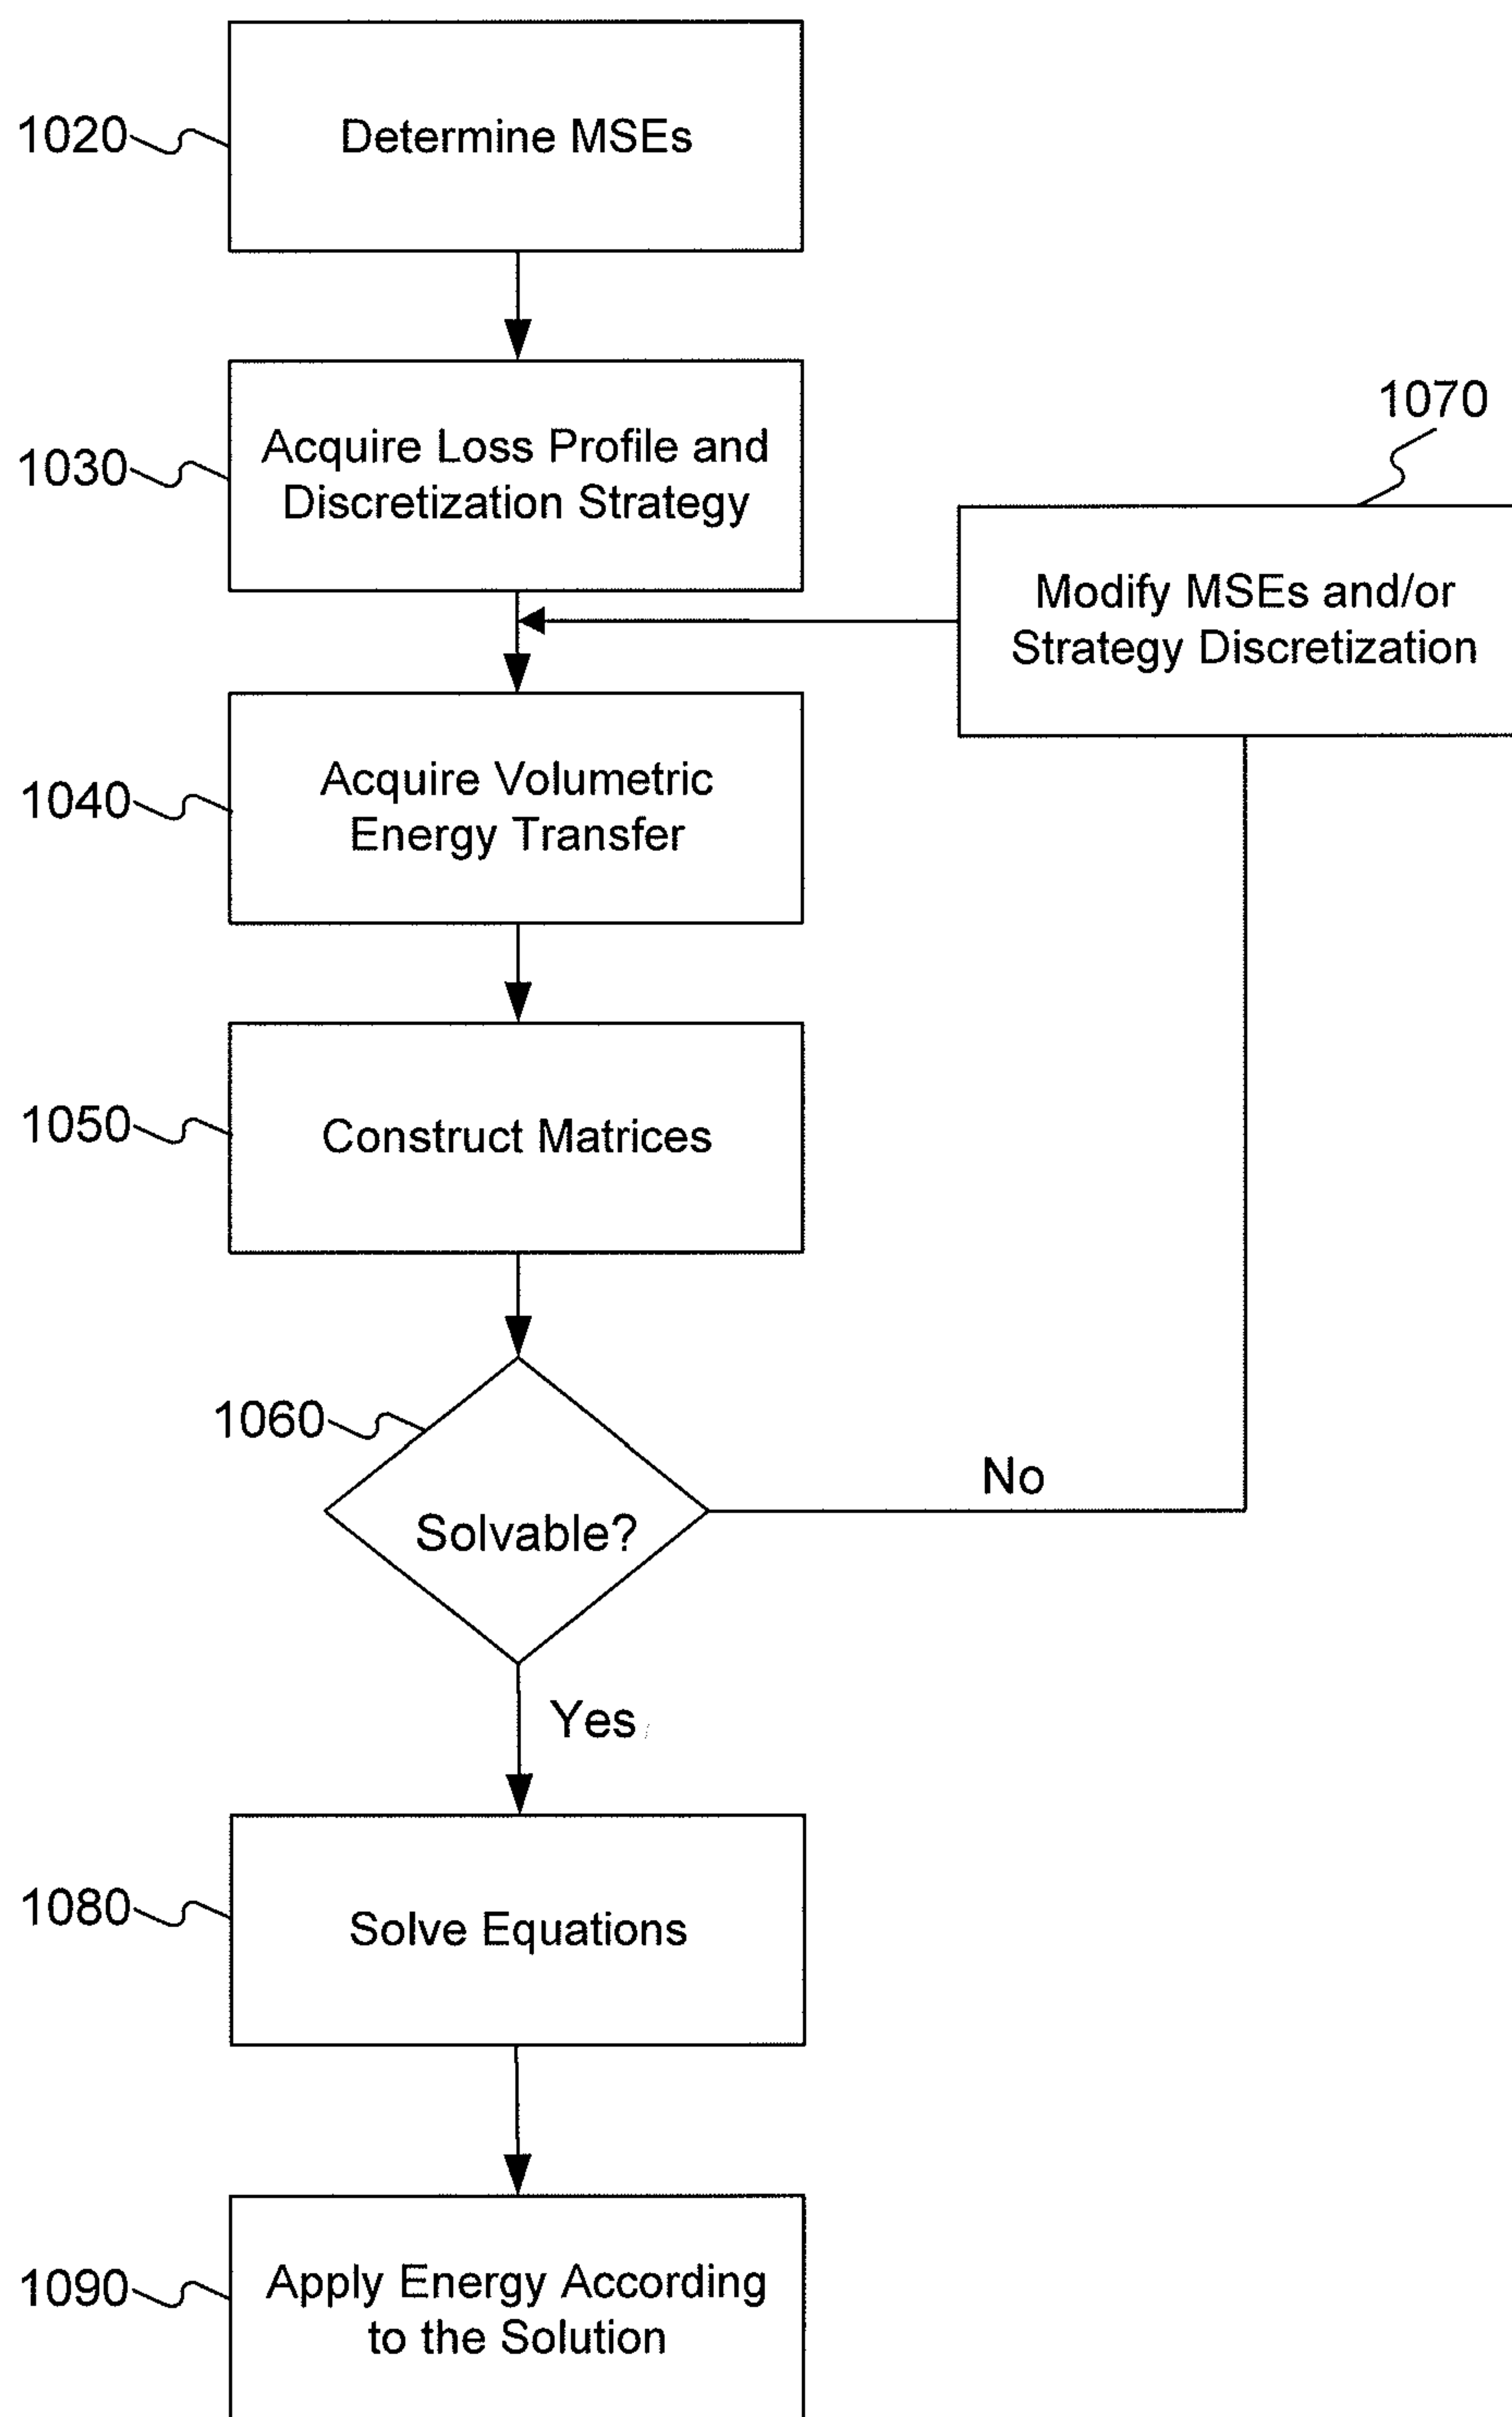 1020
Determine MSEs
1030
Acquire Loss Profile and
Discretization Strategy
1070
Modify MSEs and/or
Strategy Discretization
1040
Acquire Volumetric
Energy Transfer
1050
Construct Matrices
1060
Solvable?
No
Yes
1080
Solve Equations
1090
Apply Energy According
to the Solution